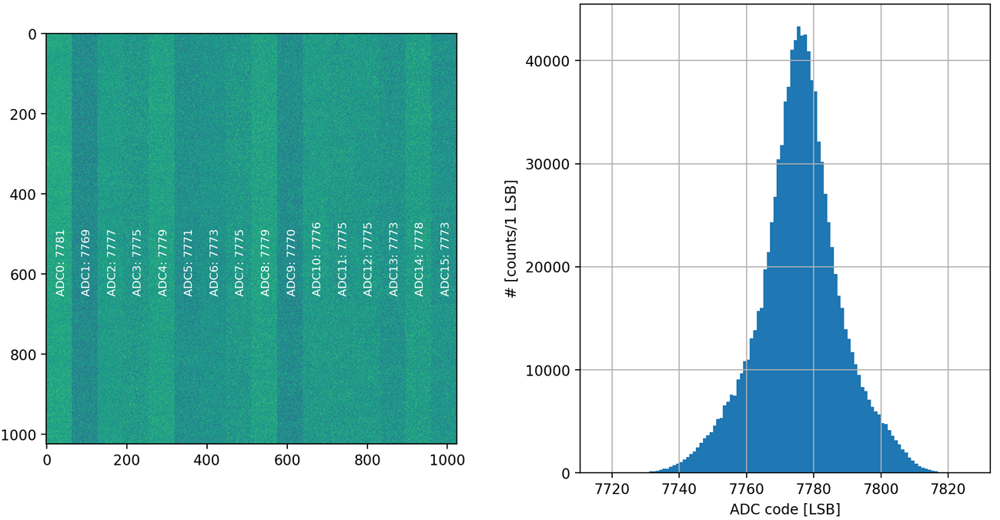 0
200
400
600
800
1000
0 200 400 600 800 1000
ADC0: 7781
ADC1: 7769
ADC2: 7777
ADC3: 7775
ADC4: 7779
ADC5: 7771
ADC6: 7773
ADC7: 7775
ADC8: 7779
ADC9: 7770
ADC10: 7776
ADC11: 7775
ADC12: 7775
ADC13: 7773
ADC14: 7778
ADC15: 7773
# [counts/1 LSB]
40000
30000
20000
10000
0
7720 7740 7760 7780 7800 7820
ADC code [LSB]